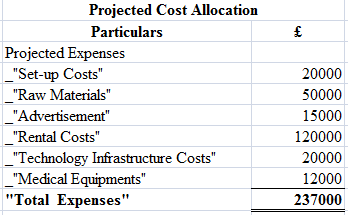 Projected Cost Allocation
Particulars £
Projected Expenses
_"Set-up Costs" 20000
_"Raw Materials" 50000
_"Advertisement" 15000
_"Rental Costs" 120000
_"Technology Infrastructure Costs" 20000
_"Medical Equipments" 12000
"Total Expenses" 237000